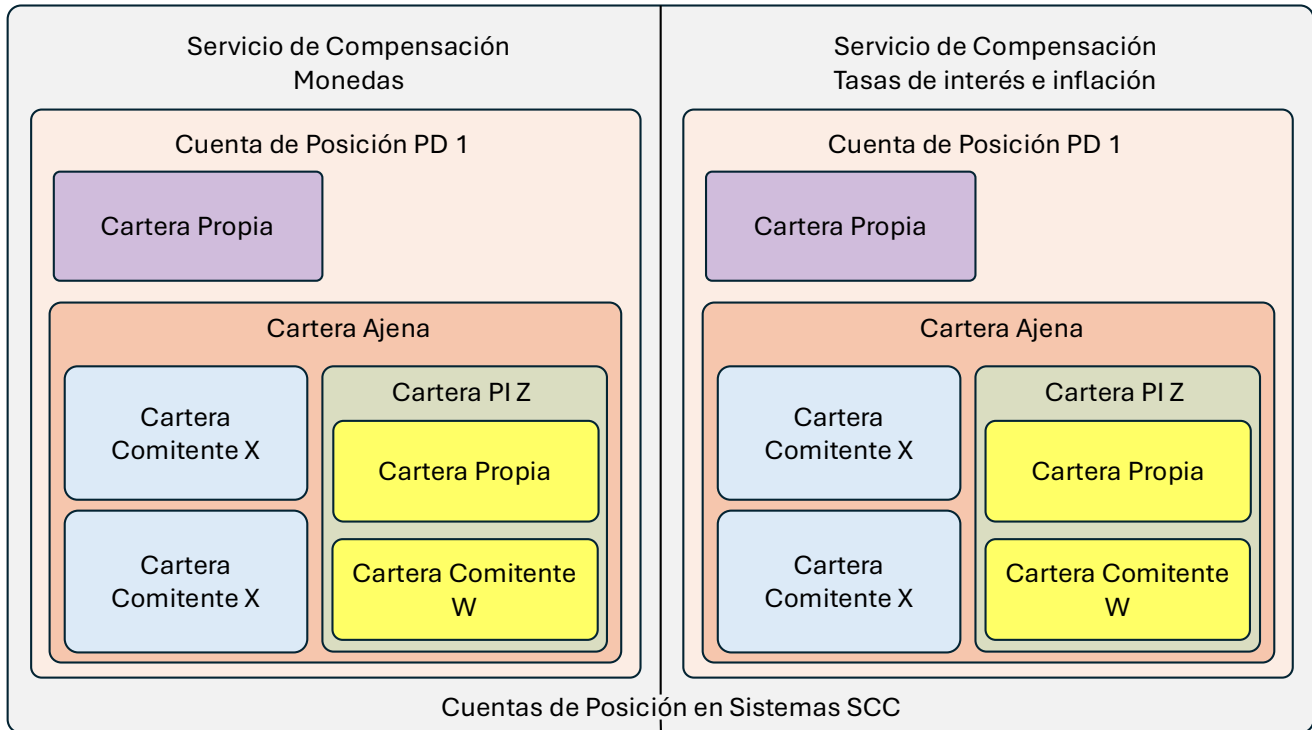 Servicio de Compensación
Monedas
Cuenta de Posición PD 1
Cartera Propia
Cartera Ajena
Cartera
Comitente X
Cartera
Comitente X
Cartera PI Z
Cartera Propia
Cartera Comitente
W
Servicio de Compensación
Tasas de interés e inflación
Cuenta de Posición PD 1
Cartera Propia
Cartera Ajena
Cartera
Comitente X
Cartera
Comitente X
Cartera PI Z
Cartera Propia
Cartera Comitente
W
Cuentas de Posición en Sistemas SCC